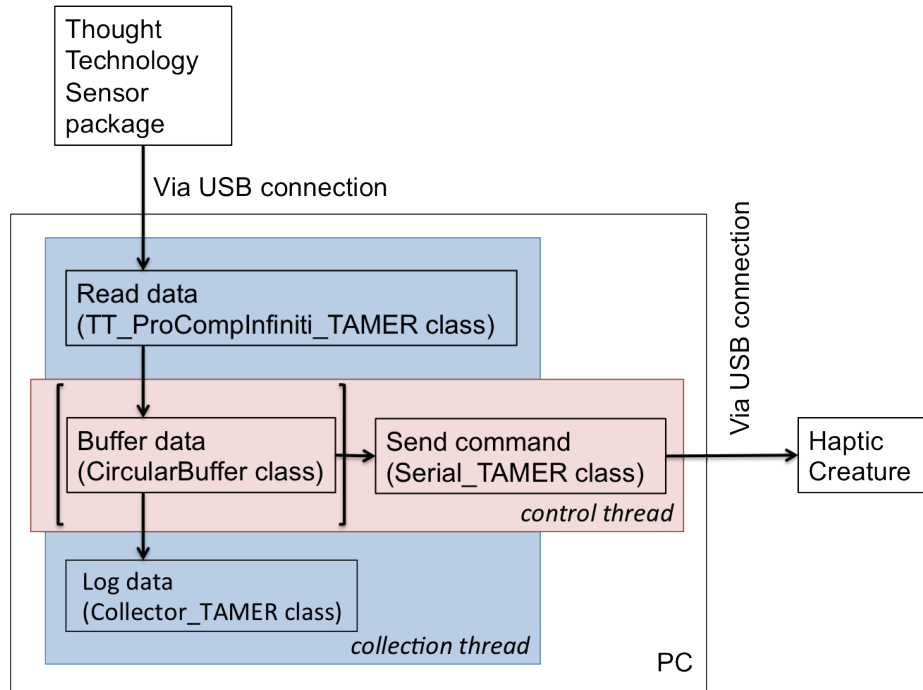 Thought
Technology
Sensor
package
Via USB connection
Via USB connection
Read data
(TT_ProCompInfiniti_TAMER class)
Buffer data
(CircularBuffer class)
Send command
(Serial_TAMER class)
Haptic
Creature
control thread
Log data
(Collector_TAMER class)
collection thread
PC